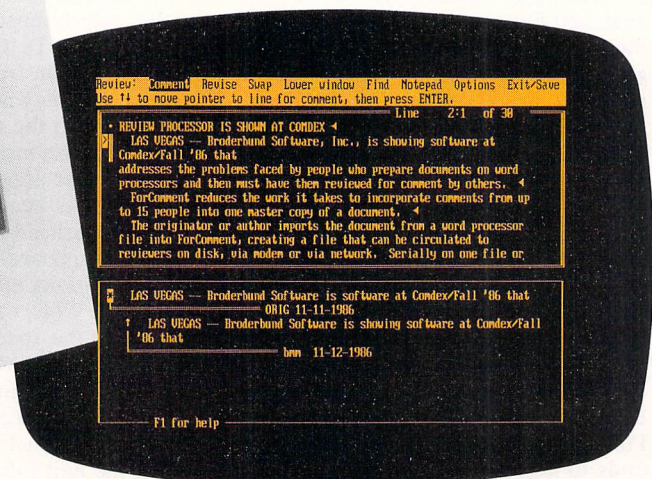 Review: Comment Revise Swap Lower window Find Notepad Options Exit/Save
Use ↑↓ to move pointer to line for comment, then press ENTER.
Line 2:1 of 30
• REVIEW PROCESSOR IS SHOWN AT COMDEX ◄
> LAS VEGAS -- Broderbund Software, Inc., is showing software at
Comdex/Fall '86 that
addresses the problems faced by people who prepare documents on word
processors and then must have them reviewed for comment by others. ◄
ForComment reduces the work it takes to incorporate comments from up
to 15 people into one master copy of a document. ◄
The originator or author imports the document from a word processor
file into ForComment, creating a file that can be circulated to
reviewers on disk, via modem or via network. Serially on one file or
LAS VEGAS -- Broderbund Software is software at Comdex/Fall '86 that
ORIG 11-11-1986
↑ LAS VEGAS -- Broderbund Software is showing software at Comdex/Fall
'86 that
bmm 11-12-1986
F1 for help